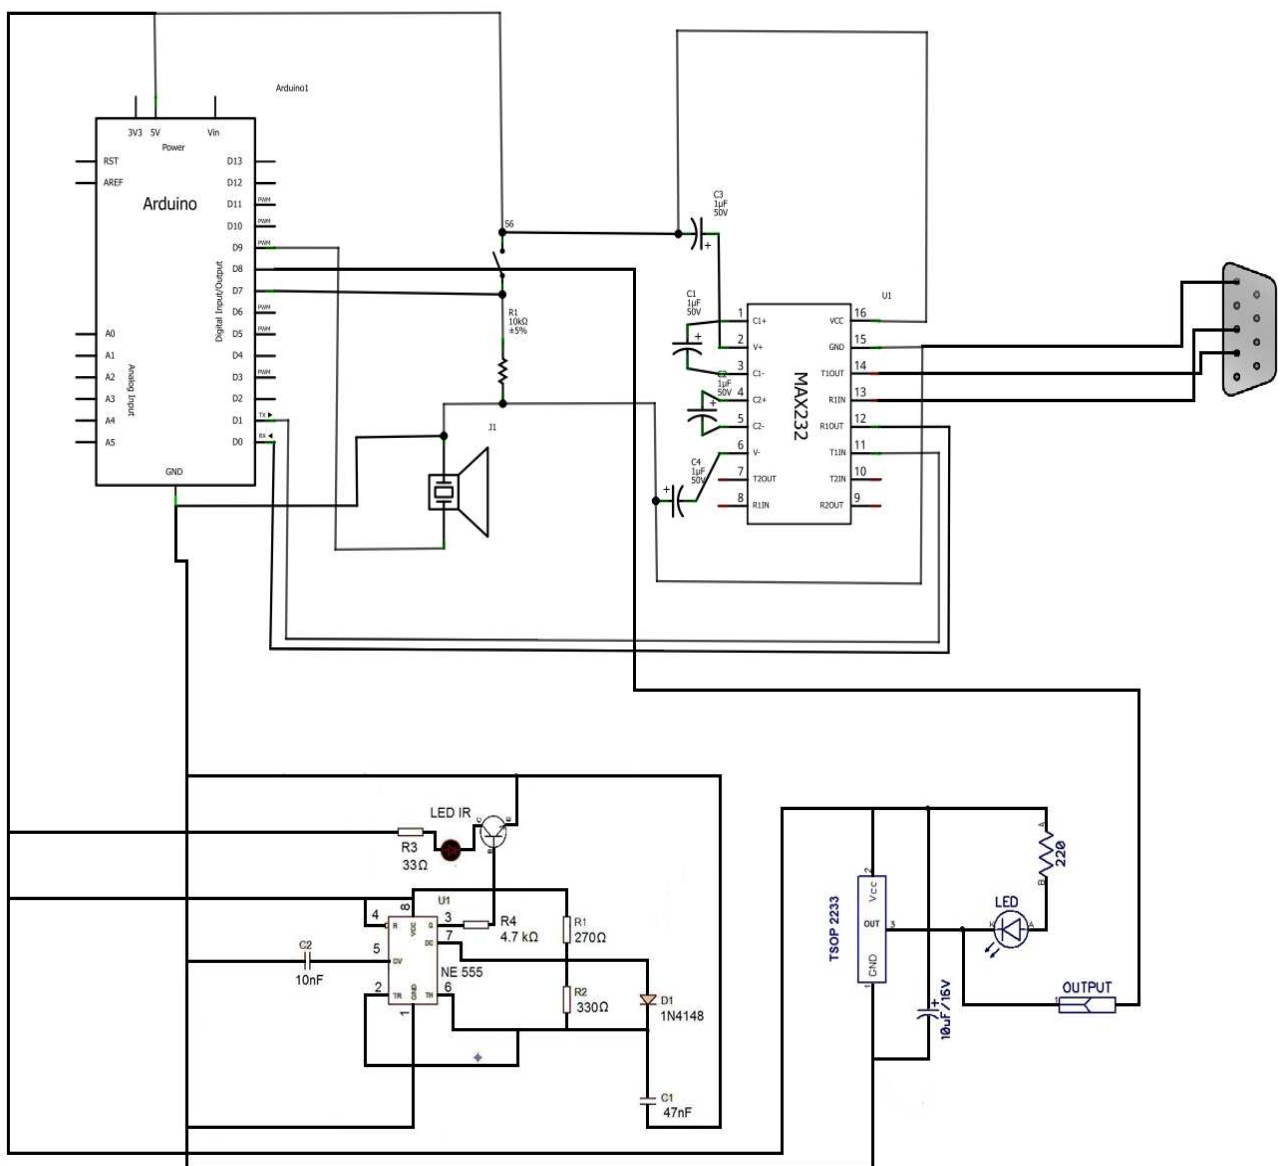 Arduino1
3V3 5V Vin
Power
RST D13
AREF D12
Arduino
D11 PWM
D10 PWM
D9 PWM
D8
D7
D6 PWM
A0 D5 PWM
A1 D4
A2 D3 PWM
A3 D2
A4 D1 TX
A5 D0 RX
Digital Input/Output
Analog Input
GND
S6
R1
10kΩ
±5%
J1
C3
1µF
50V
+
C1
1µF
50V
+
C2
1µF
50V
+
C4
1µF
50V
+
U1
MAX232
1 C1+ VCC 16
2 V+ GND 15
3 C1- T1OUT 14
4 C2+ R1IN 13
5 C2- R1OUT 12
6 V- T1IN 11
7 T2OUT T2IN 10
8 R1IN R2OUT 9
LED IR
C
E
B
R3
33Ω
U1
4 R
8 VCC
3 Q
R4
4.7 kΩ
R1
270Ω
7 DC
5 CV
C2
10nF
NE 555
2 TR
GND 1
6 TH
R2
330Ω
D1
1N4148
C1
47nF
TSOP 2233
2 Vcc
OUT 3
GND 1
LED
K A
A
220
B
+
10uF/16V
OUTPUT
1